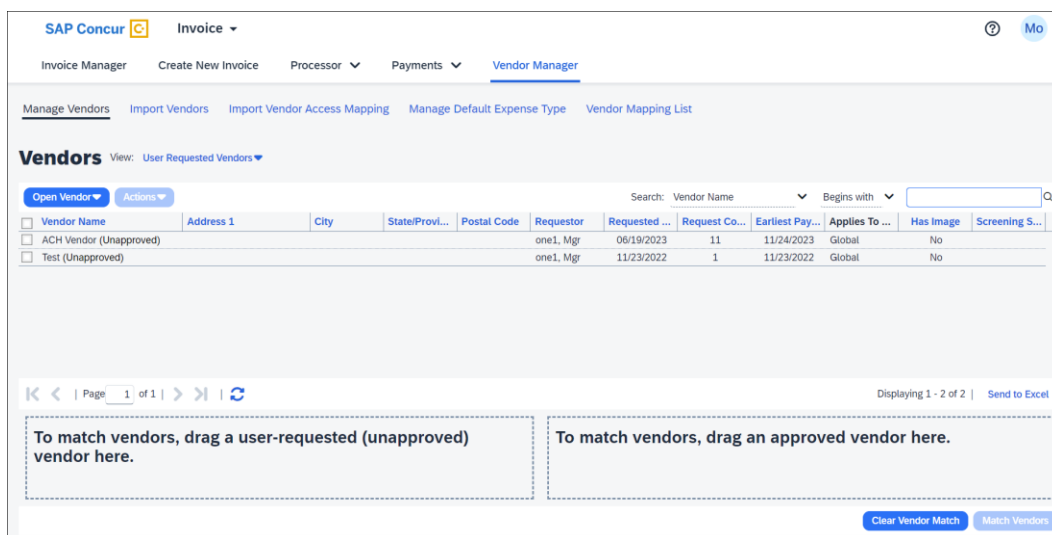 SAP Concur C Invoice
Mo
Invoice Manager Create New Invoice Processor Payments Vendor Manager
Manage Vendors Import Vendors Import Vendor Access Mapping Manage Default Expense Type Vendor Mapping List
Vendors View: User Requested Vendors
Open Vendor Actions Search: Vendor Name Begins with
Vendor Name Address 1 City State/Provi... Postal Code Requestor Requested ... Request Co... Earliest Pay... Applies To ... Has Image Screening S...
ACH Vendor (Unapproved) one1, Mgr 06/19/2023 11 11/24/2023 Global No
Test (Unapproved) one1, Mgr 11/23/2022 1 11/23/2022 Global No
| Page 1 of 1 | | Displaying 1 - 2 of 2 | Send to Excel
To match vendors, drag a user-requested (unapproved)
vendor here.
To match vendors, drag an approved vendor here.
Clear Vendor Match Match Vendors